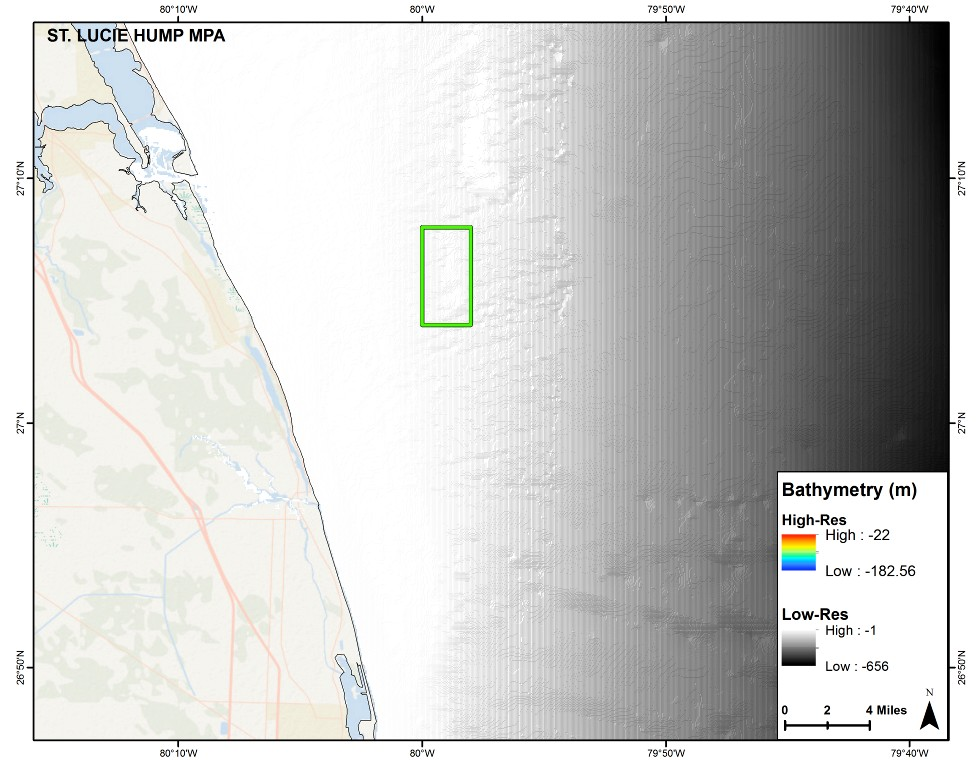 80°10'W 80°W 79°50'W 79°40'W
ST. LUCIE HUMP MPA
27°10'N 27°10'N
27°N 27°N
26°50'N 26°50'N
Bathymetry (m)
High-Res
High : -22
Low : -182.56
Low-Res
High : -1
Low : -656
N
0 2 4 Miles
80°10'W 80°W 79°50'W 79°40'W